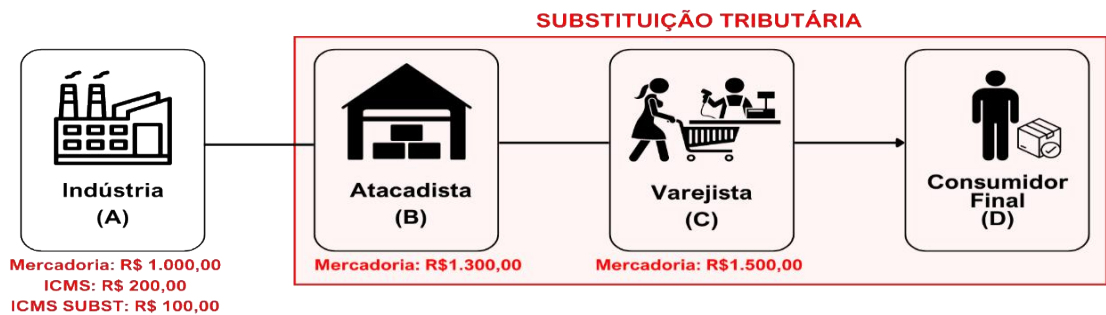 SUBSTITUIÇÃO TRIBUTÁRIA
Indústria
(A)
Mercadoria: R$ 1.000,00
ICMS: R$ 200,00
ICMS SUBST: R$ 100,00
Atacadista
(B)
Mercadoria: R$1.300,00
Varejista
(C)
Mercadoria: R$1.500,00
Consumidor
Final
(D)